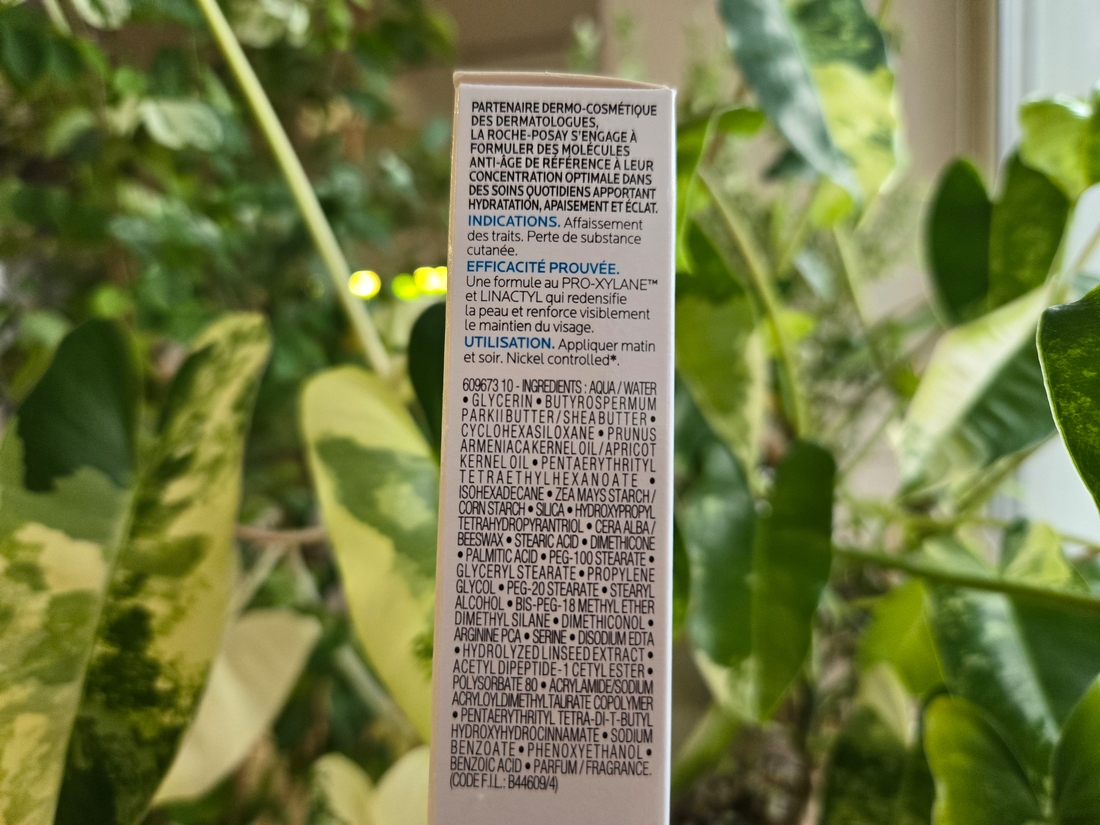 PARTENAIRE DERMO-COSMÉTIQUE
DES DERMATOLOGUES,
LA ROCHE-POSAY S'ENGAGE À
FORMULER DES MOLÉCULES
ANTI-ÂGE DE RÉFÉRENCE À LEUR
CONCENTRATION OPTIMALE DANS
DES SOINS QUOTIDIENS APPORTANT
HYDRATATION, APAISEMENT ET ÉCLAT.
INDICATIONS. Affaissement
des traits. Perte de substance
cutanée.
EFFICACITÉ PROUVÉE.
Une formule au PRO-XYLANE™
et LINACTYL qui redensifie
la peau et renforce visiblement
le maintien du visage.
UTILISATION. Appliquer matin
et soir. Nickel controlled*.
609673 10 - INGREDIENTS : AQUA / WATER
• GLYCERIN • BUTYROSPERMUM
PARKII BUTTER / SHEA BUTTER •
CYCLOHEXASILOXANE • PRUNUS
ARMENIACA KERNEL OIL / APRICOT
KERNEL OIL • PENTAERYTHRITYL
TETRAETHYLHEXANOATE •
ISOHEXADECANE • ZEA MAYS STARCH /
CORN STARCH • SILICA • HYDROXYPROPYL
TETRAHYDROPYRANTRIOL • CERA ALBA /
BEESWAX • STEARIC ACID • DIMETHICONE
• PALMITIC ACID • PEG-100 STEARATE •
GLYCERYL STEARATE • PROPYLENE
GLYCOL • PEG-20 STEARATE • STEARYL
ALCOHOL • BIS-PEG-18 METHYL ETHER
DIMETHYL SILANE • DIMETHICONOL •
ARGININE PCA • SERINE • DISODIUM EDTA
• HYDROLYZED LINSEED EXTRACT •
ACETYL DIPEPTIDE-1 CETYL ESTER •
POLYSORBATE 80 • ACRYLAMIDE/SODIUM
ACRYLOYLDIMETHYLTAURATE COPOLYMER
• PENTAERYTHRITYL TETRA-DI-T-BUTYL
HYDROXYHYDROCINNAMATE • SODIUM
BENZOATE • PHENOXYETHANOL •
BENZOIC ACID • PARFUM / FRAGRANCE.
(CODE F.I.L.: B44609/4)